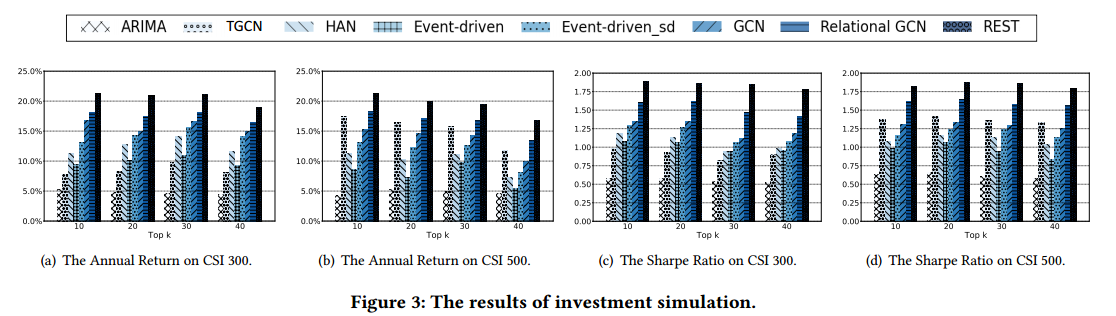 ARIMA TGCN HAN Event-driven Event-driven_sd GCN Relational GCN REST
25.0%
20.0%
15.0%
10.0%
5.0%
0.0%
10 20 30 40
Top k
(a) The Annual Return on CSI 300.
25.0%
20.0%
15.0%
10.0%
5.0%
0.0%
10 20 30 40
Top k
(b) The Annual Return on CSI 500.
2.00
1.75
1.50
1.25
1.00
0.75
0.50
0.25
0.00
10 20 30 40
Top k
(c) The Sharpe Ratio on CSI 300.
2.00
1.75
1.50
1.25
1.00
0.75
0.50
0.25
0.00
10 20 30 40
Top k
(d) The Sharpe Ratio on CSI 500.
Figure 3: The results of investment simulation.